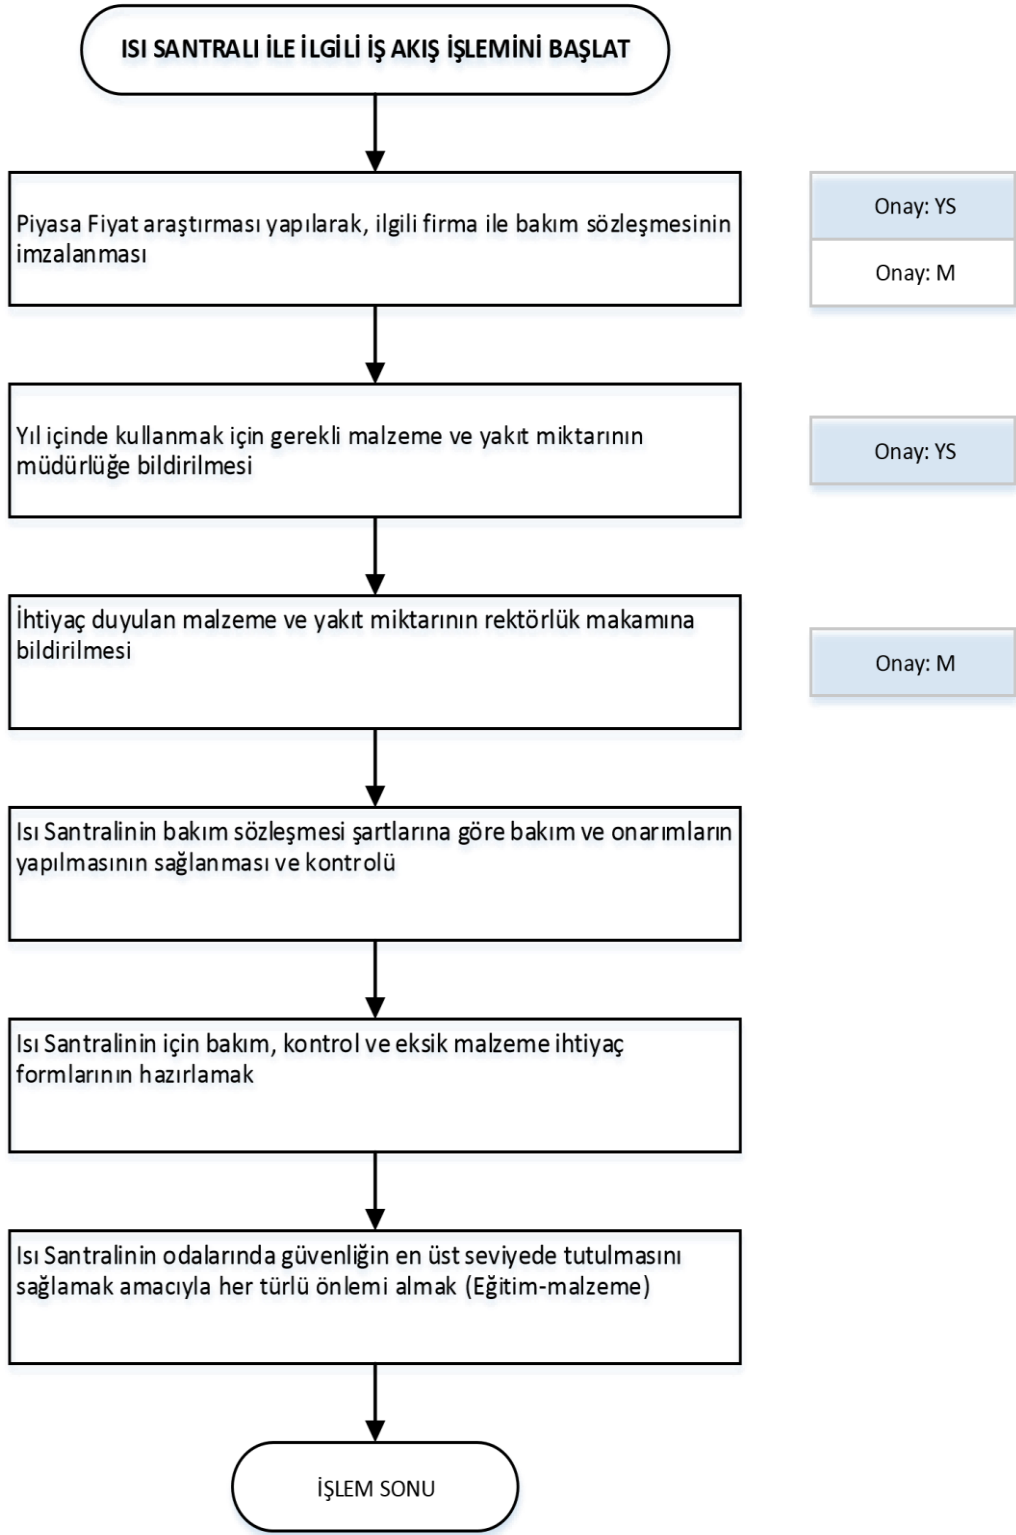 ISI SANTRALI İLE İLGİLİ İŞ AKIŞ İŞLEMİNİ BAŞLAT
Piyasa Fiyat araştırması yapılarak, ilgili firma ile bakım sözleşmesinin
imzalanması
Onay: YS
Onay: M
Yıl içinde kullanmak için gerekli malzeme ve yakıt miktarının
müdürlüğe bildirilmesi
Onay: YS
İhtiyaç duyulan malzeme ve yakıt miktarının rektörlük makamına
bildirilmesi
Onay: M
Isı Santralinin bakım sözleşmesi şartlarına göre bakım ve onarımların
yapılmasının sağlanması ve kontrolü
Isı Santralinin için bakım, kontrol ve eksik malzeme ihtiyaç
formlarının hazırlamak
Isı Santralinin odalarında güvenliğin en üst seviyede tutulmasını
sağlamak amacıyla her türlü önlemi almak (Eğitim-malzeme)
İŞLEM SONU